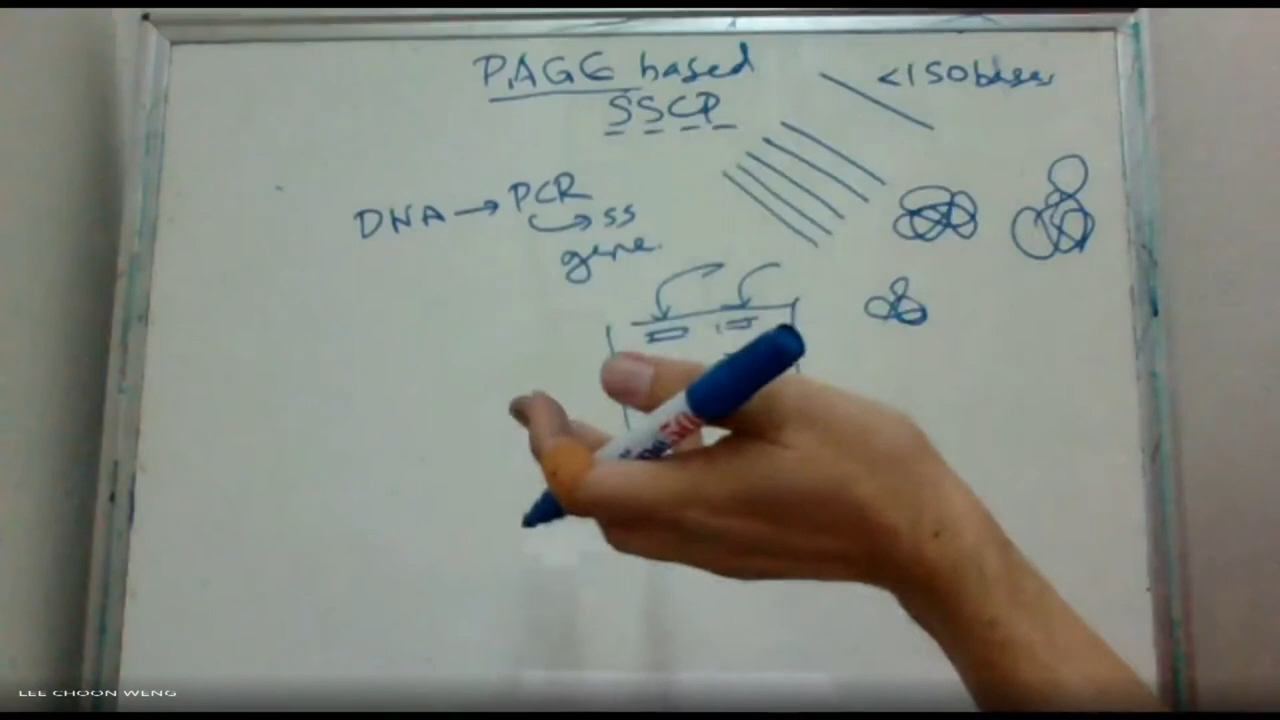 PAGE based
SSCP
<150 bases
DNA → PCR
→ SS
gene
LEE CHOON WENG